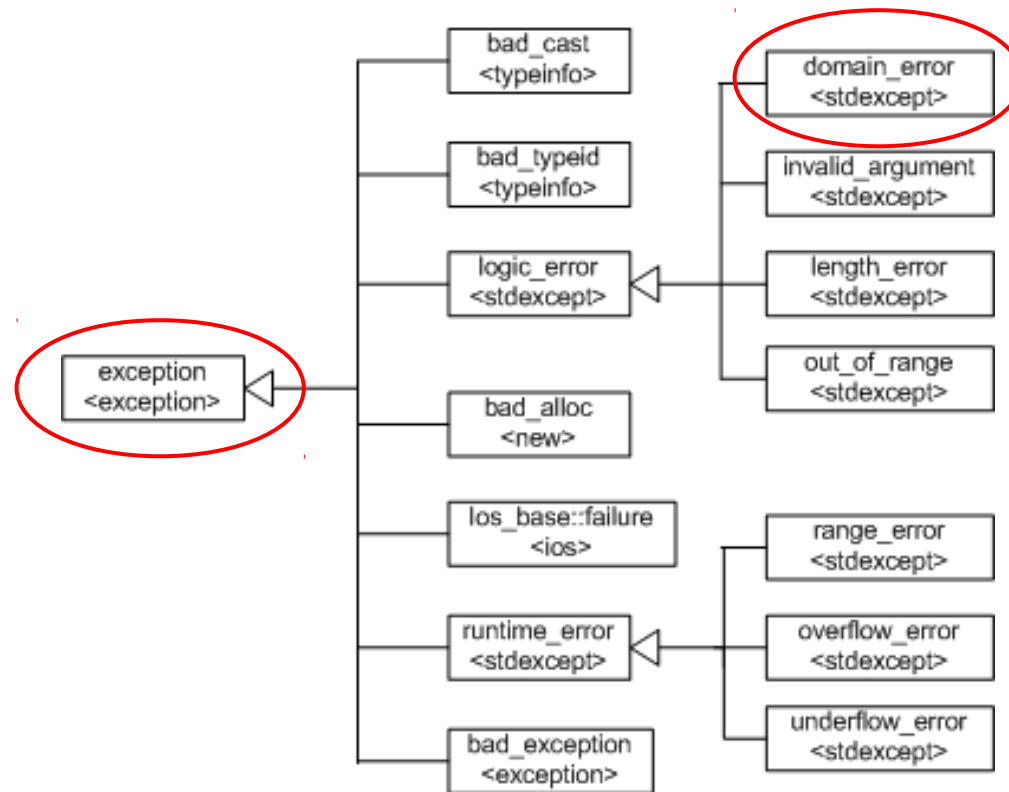 exception
<exception>
bad_cast
<typeinfo>
bad_typeid
<typeinfo>
logic_error
<stdexcept>
bad_alloc
<new>
Ios_base::failure
<ios>
runtime_error
<stdexcept>
bad_exception
<exception>
domain_error
<stdexcept>
invalid_argument
<stdexcept>
length_error
<stdexcept>
out_of_range
<stdexcept>
range_error
<stdexcept>
overflow_error
<stdexcept>
underflow_error
<stdexcept>